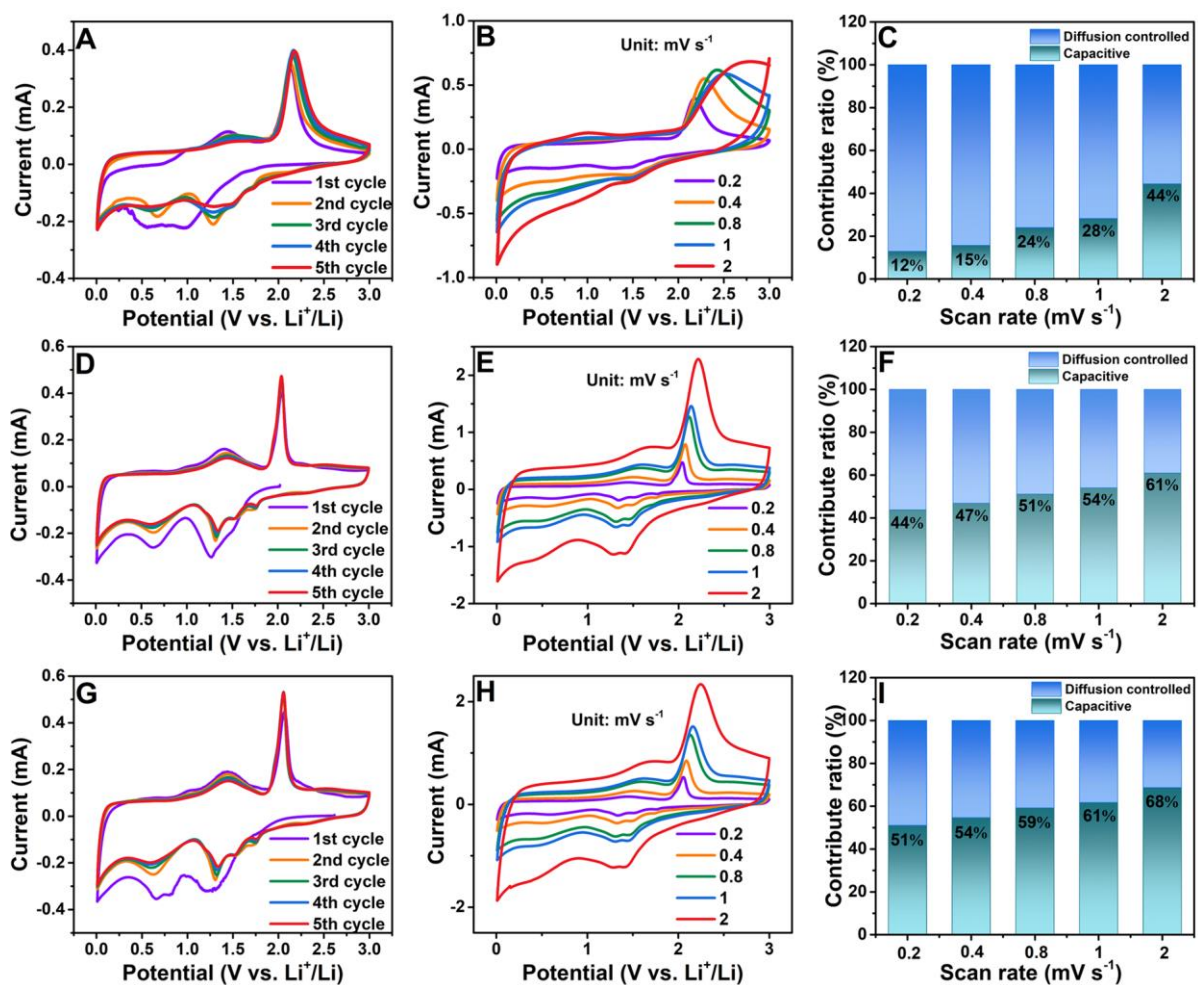 A
Current (mA)
0.4
0.2
0.0
-0.2
-0.4
1st cycle
2nd cycle
3rd cycle
4th cycle
5th cycle
0.0 0.5 1.0 1.5 2.0 2.5 3.0
Potential (V vs. Li⁺/Li)
B
Unit: mV s⁻¹
Current (mA)
1.0
0.5
0.0
-0.5
-1.0
0.2
0.4
0.8
1
2
0.0 0.5 1.0 1.5 2.0 2.5 3.0
Potential (V vs. Li⁺/Li)
C
Diffusion controlled
Capacitive
Contribute ratio (%)
120
100
80
60
40
20
0
12% 15% 24% 28% 44%
0.2 0.4 0.8 1 2
Scan rate (mV s⁻¹)
D
Current (mA)
0.6
0.4
0.2
0.0
-0.2
-0.4
1st cycle
2nd cycle
3rd cycle
4th cycle
5th cycle
0.0 0.5 1.0 1.5 2.0 2.5 3.0
Potential (V vs. Li⁺/Li)
E
Unit: mV s⁻¹
Current (mA)
2
1
0
-1
-2
0.2
0.4
0.8
1
2
0 1 2 3
Potential (V vs. Li⁺/Li)
F
Diffusion controlled
Capacitive
Contribute ratio (%)
120
100
80
60
40
20
0
44% 47% 51% 54% 61%
0.2 0.4 0.8 1 2
Scan rate (mV s⁻¹)
G
Current (mA)
0.6
0.4
0.2
0.0
-0.2
-0.4
1st cycle
2nd cycle
3rd cycle
4th cycle
5th cycle
0.0 0.5 1.0 1.5 2.0 2.5 3.0
Potential (V vs. Li⁺/Li)
H
Unit: mV s⁻¹
Current (mA)
2
0
-2
0.2
0.4
0.8
1
2
0 1 2 3
Potential (V vs. Li⁺/Li)
I
Diffusion controlled
Capacitive
Contribute ratio (%)
120
100
80
60
40
20
0
51% 54% 59% 61% 68%
0.2 0.4 0.8 1 2
Scan rate (mV s⁻¹)